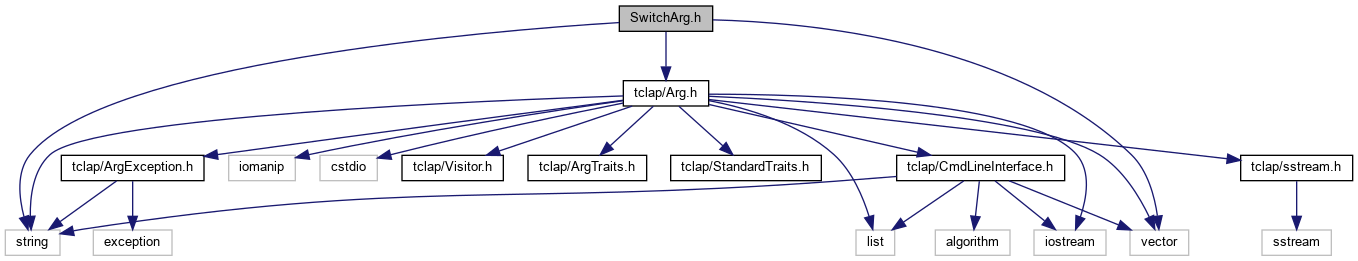 SwitchArg.h
tclap/Arg.h
tclap/ArgException.h
iomanip
cstdio
tclap/Visitor.h
tclap/ArgTraits.h
tclap/StandardTraits.h
tclap/CmdLineInterface.h
tclap/sstream.h
string
exception
list
algorithm
iostream
vector
sstream